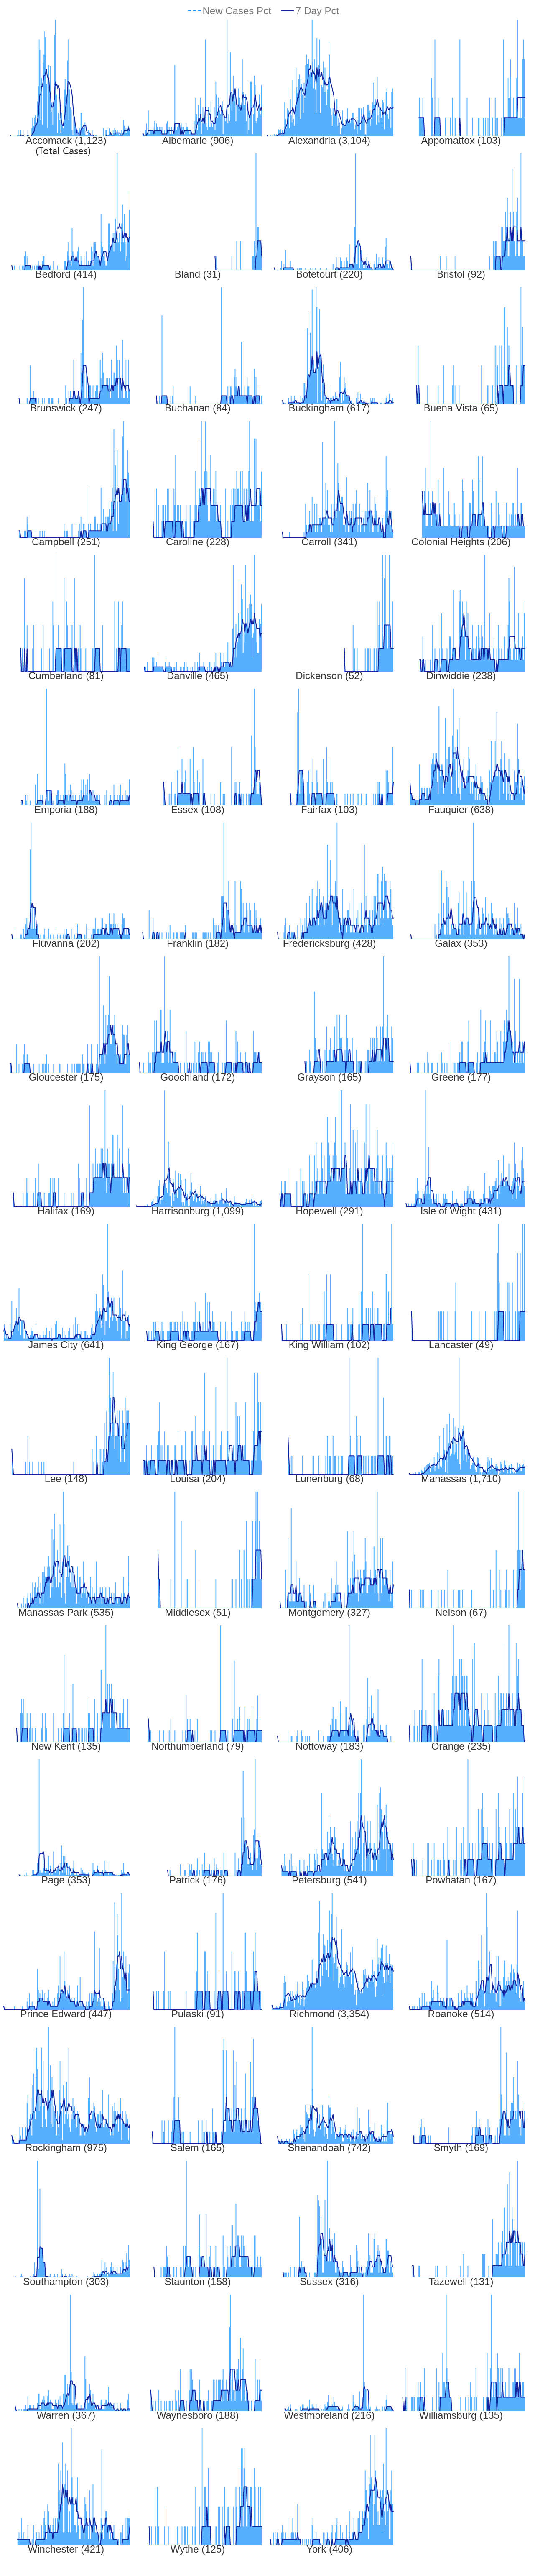 New Cases Pct 7 Day Pct
Accomack (1,123) Albemarle (906) Alexandria (3,104) Appomattox (103)
(Total Cases)
Bedford (414) Bland (31) Botetourt (220) Bristol (92)
Brunswick (247) Buchanan (84) Buckingham (617) Buena Vista (65)
Campbell (251) Caroline (228) Carroll (341) Colonial Heights (206)
Cumberland (81) Danville (465) Dickenson (52) Dinwiddie (238)
Emporia (188) Essex (108) Fairfax (103) Fauquier (638)
Fluvanna (202) Franklin (182) Fredericksburg (428) Galax (353)
Gloucester (175) Goochland (172) Grayson (165) Greene (177)
Halifax (169) Harrisonburg (1,099) Hopewell (291) Isle of Wight (431)
James City (641) King George (167) King William (102) Lancaster (49)
Lee (148) Louisa (204) Lunenburg (68) Manassas (1,710)
Manassas Park (535) Middlesex (51) Montgomery (327) Nelson (67)
New Kent (135) Northumberland (79) Nottoway (183) Orange (235)
Page (353) Patrick (176) Petersburg (541) Powhatan (167)
Prince Edward (447) Pulaski (91) Richmond (3,354) Roanoke (514)
Rockingham (975) Salem (165) Shenandoah (742) Smyth (169)
Southampton (303) Staunton (158) Sussex (316) Tazewell (131)
Warren (367) Waynesboro (188) Westmoreland (216) Williamsburg (135)
Winchester (421) Wythe (125) York (406)